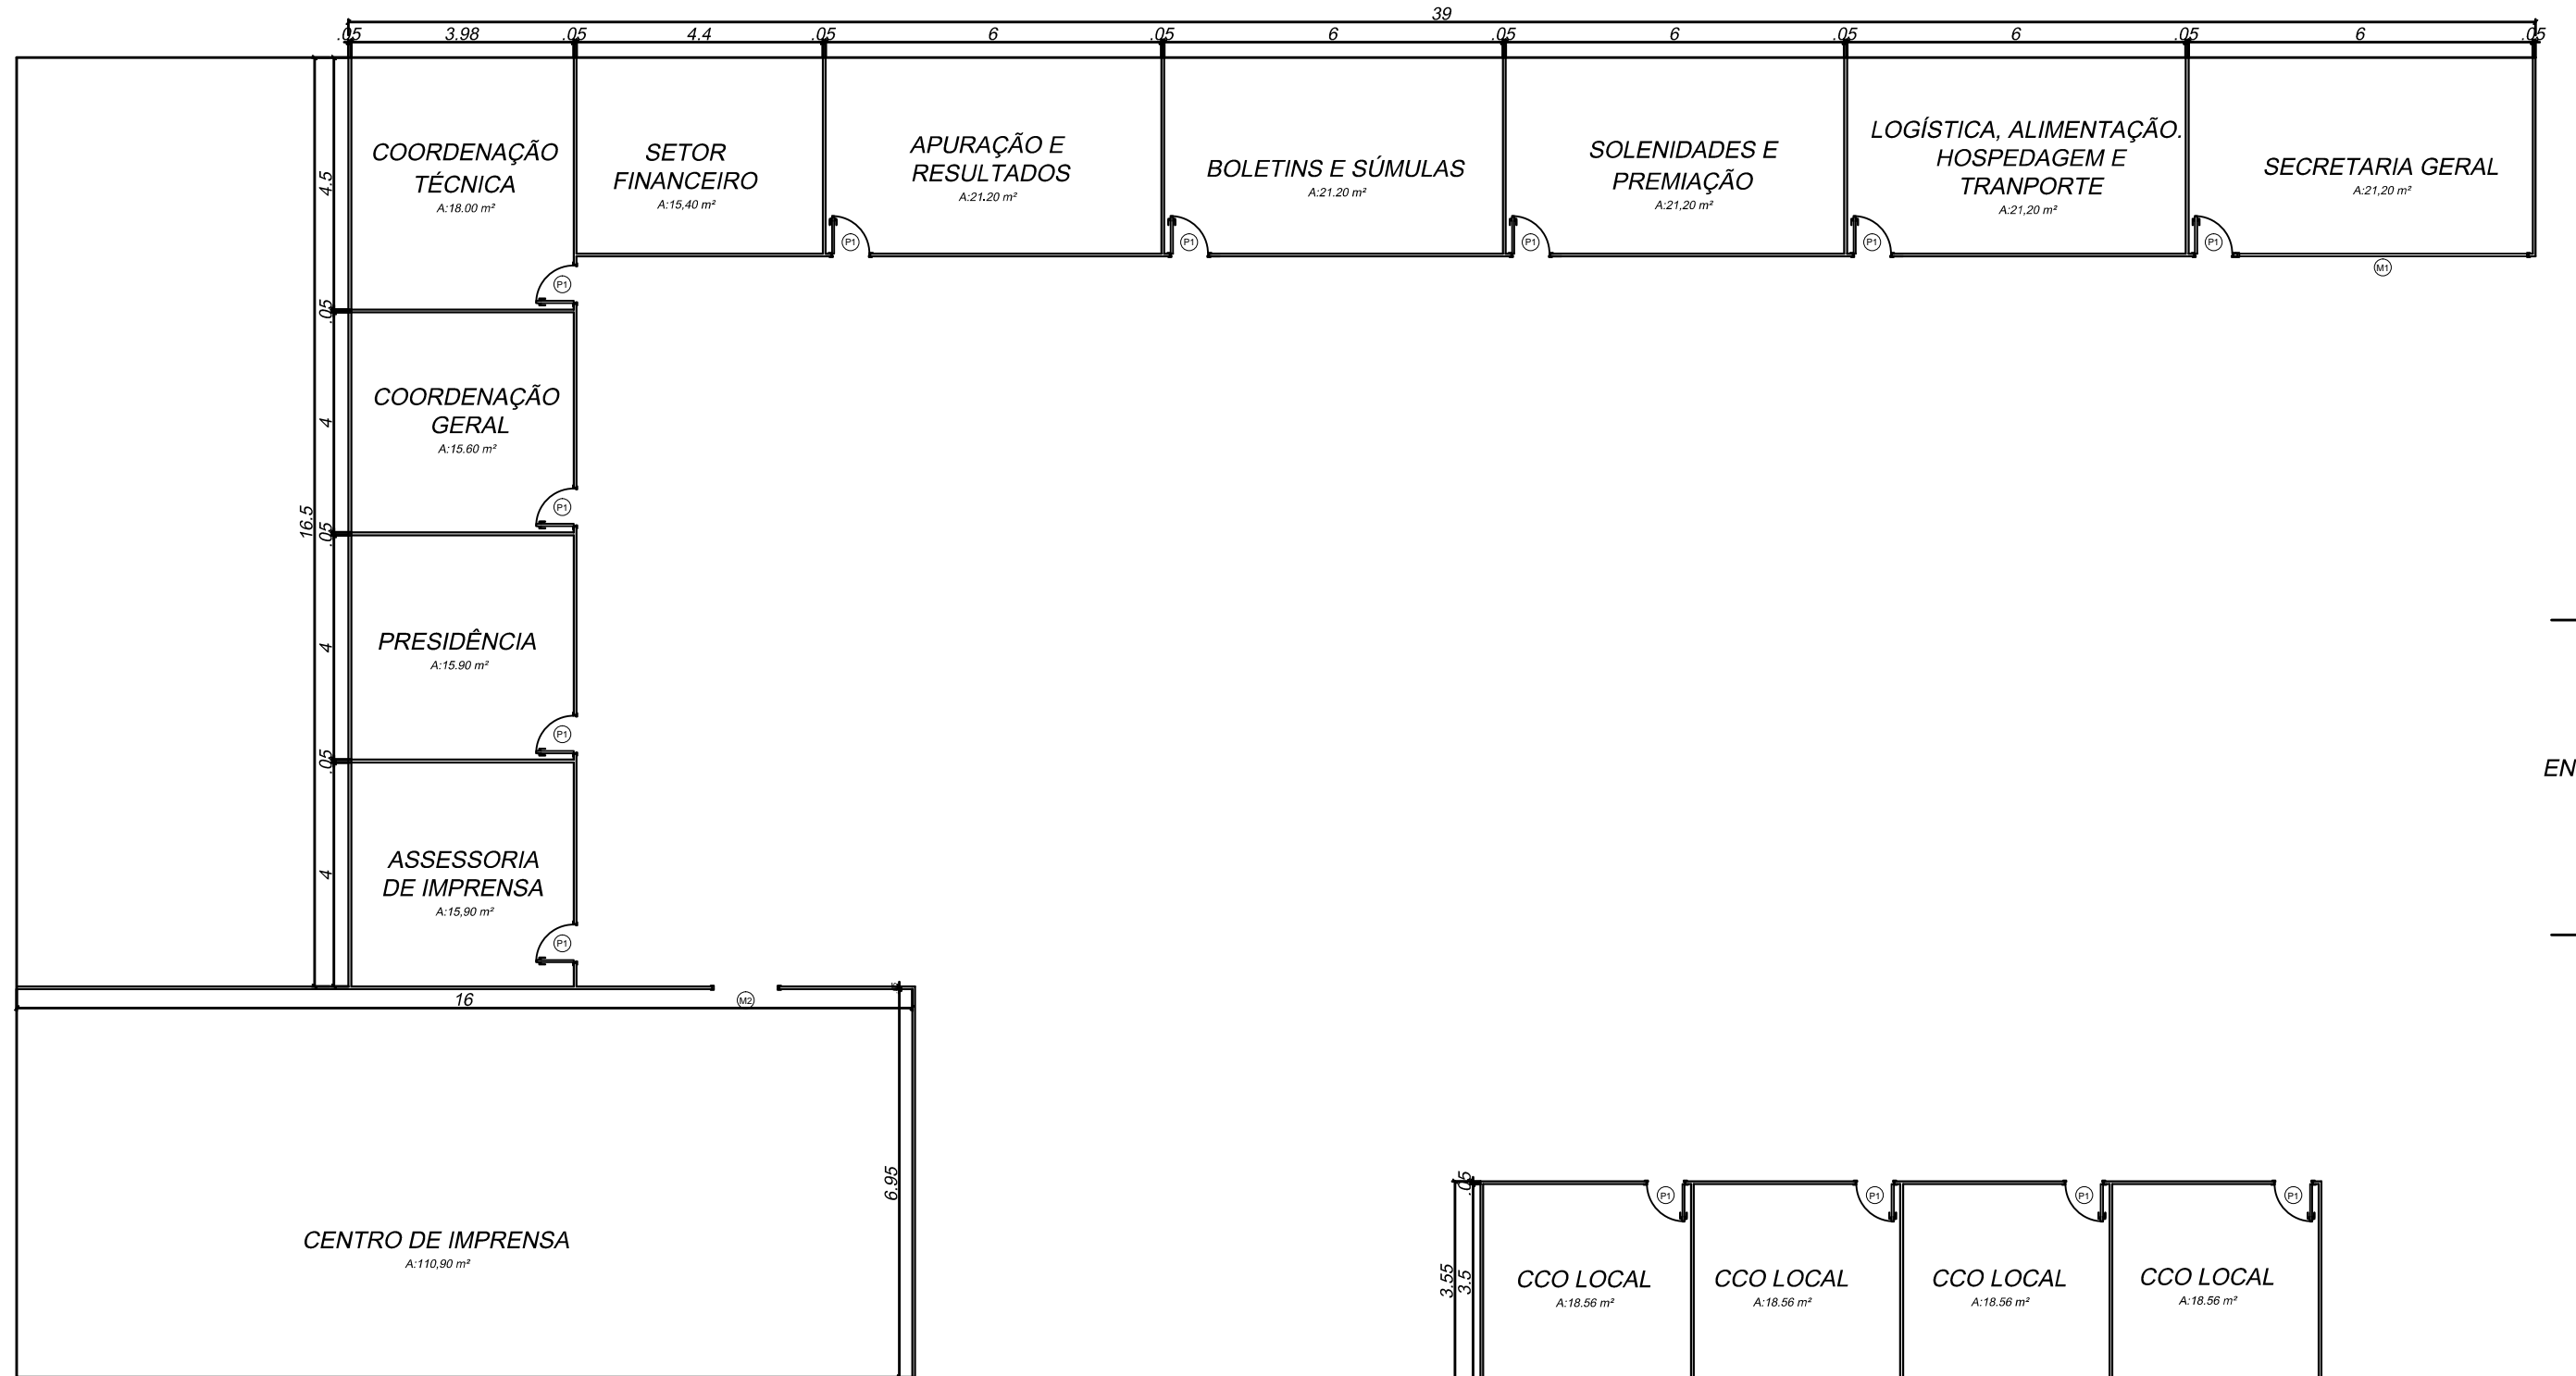 39
.05 3.98 .05 4.4 .05 6 .05 6 .05 6 .05 6 .05 6 .05
COORDENAÇÃO
TÉCNICA
A:18.00 m²
SETOR
FINANCEIRO
A:15,40 m²
APURAÇÃO E
RESULTADOS
A:21.20 m²
BOLETINS E SÚMULAS
A:21.20 m²
SOLENIDADES E
PREMIAÇÃO
A:21,20 m²
LOGÍSTICA, ALIMENTAÇÃO.
HOSPEDAGEM E
TRANPORTE
A:21,20 m²
SECRETARIA GERAL
A:21,20 m²
P1 P1 P1 P1 P1
M1
4.5
P1
.05
COORDENAÇÃO
GERAL
A:15.60 m²
4
P1
16.5
.05
PRESIDÊNCIA
A:15.90 m²
4
P1
.05
EN
ASSESSORIA
DE IMPRENSA
A:15,90 m²
4
P1
16
M2
6.95
CENTRO DE IMPRENSA
A:110,90 m²
.05
P1 P1 P1 P1
3.55
3.5
CCO LOCAL
A:18.56 m²
CCO LOCAL
A:18.56 m²
CCO LOCAL
A:18.56 m²
CCO LOCAL
A:18.56 m²